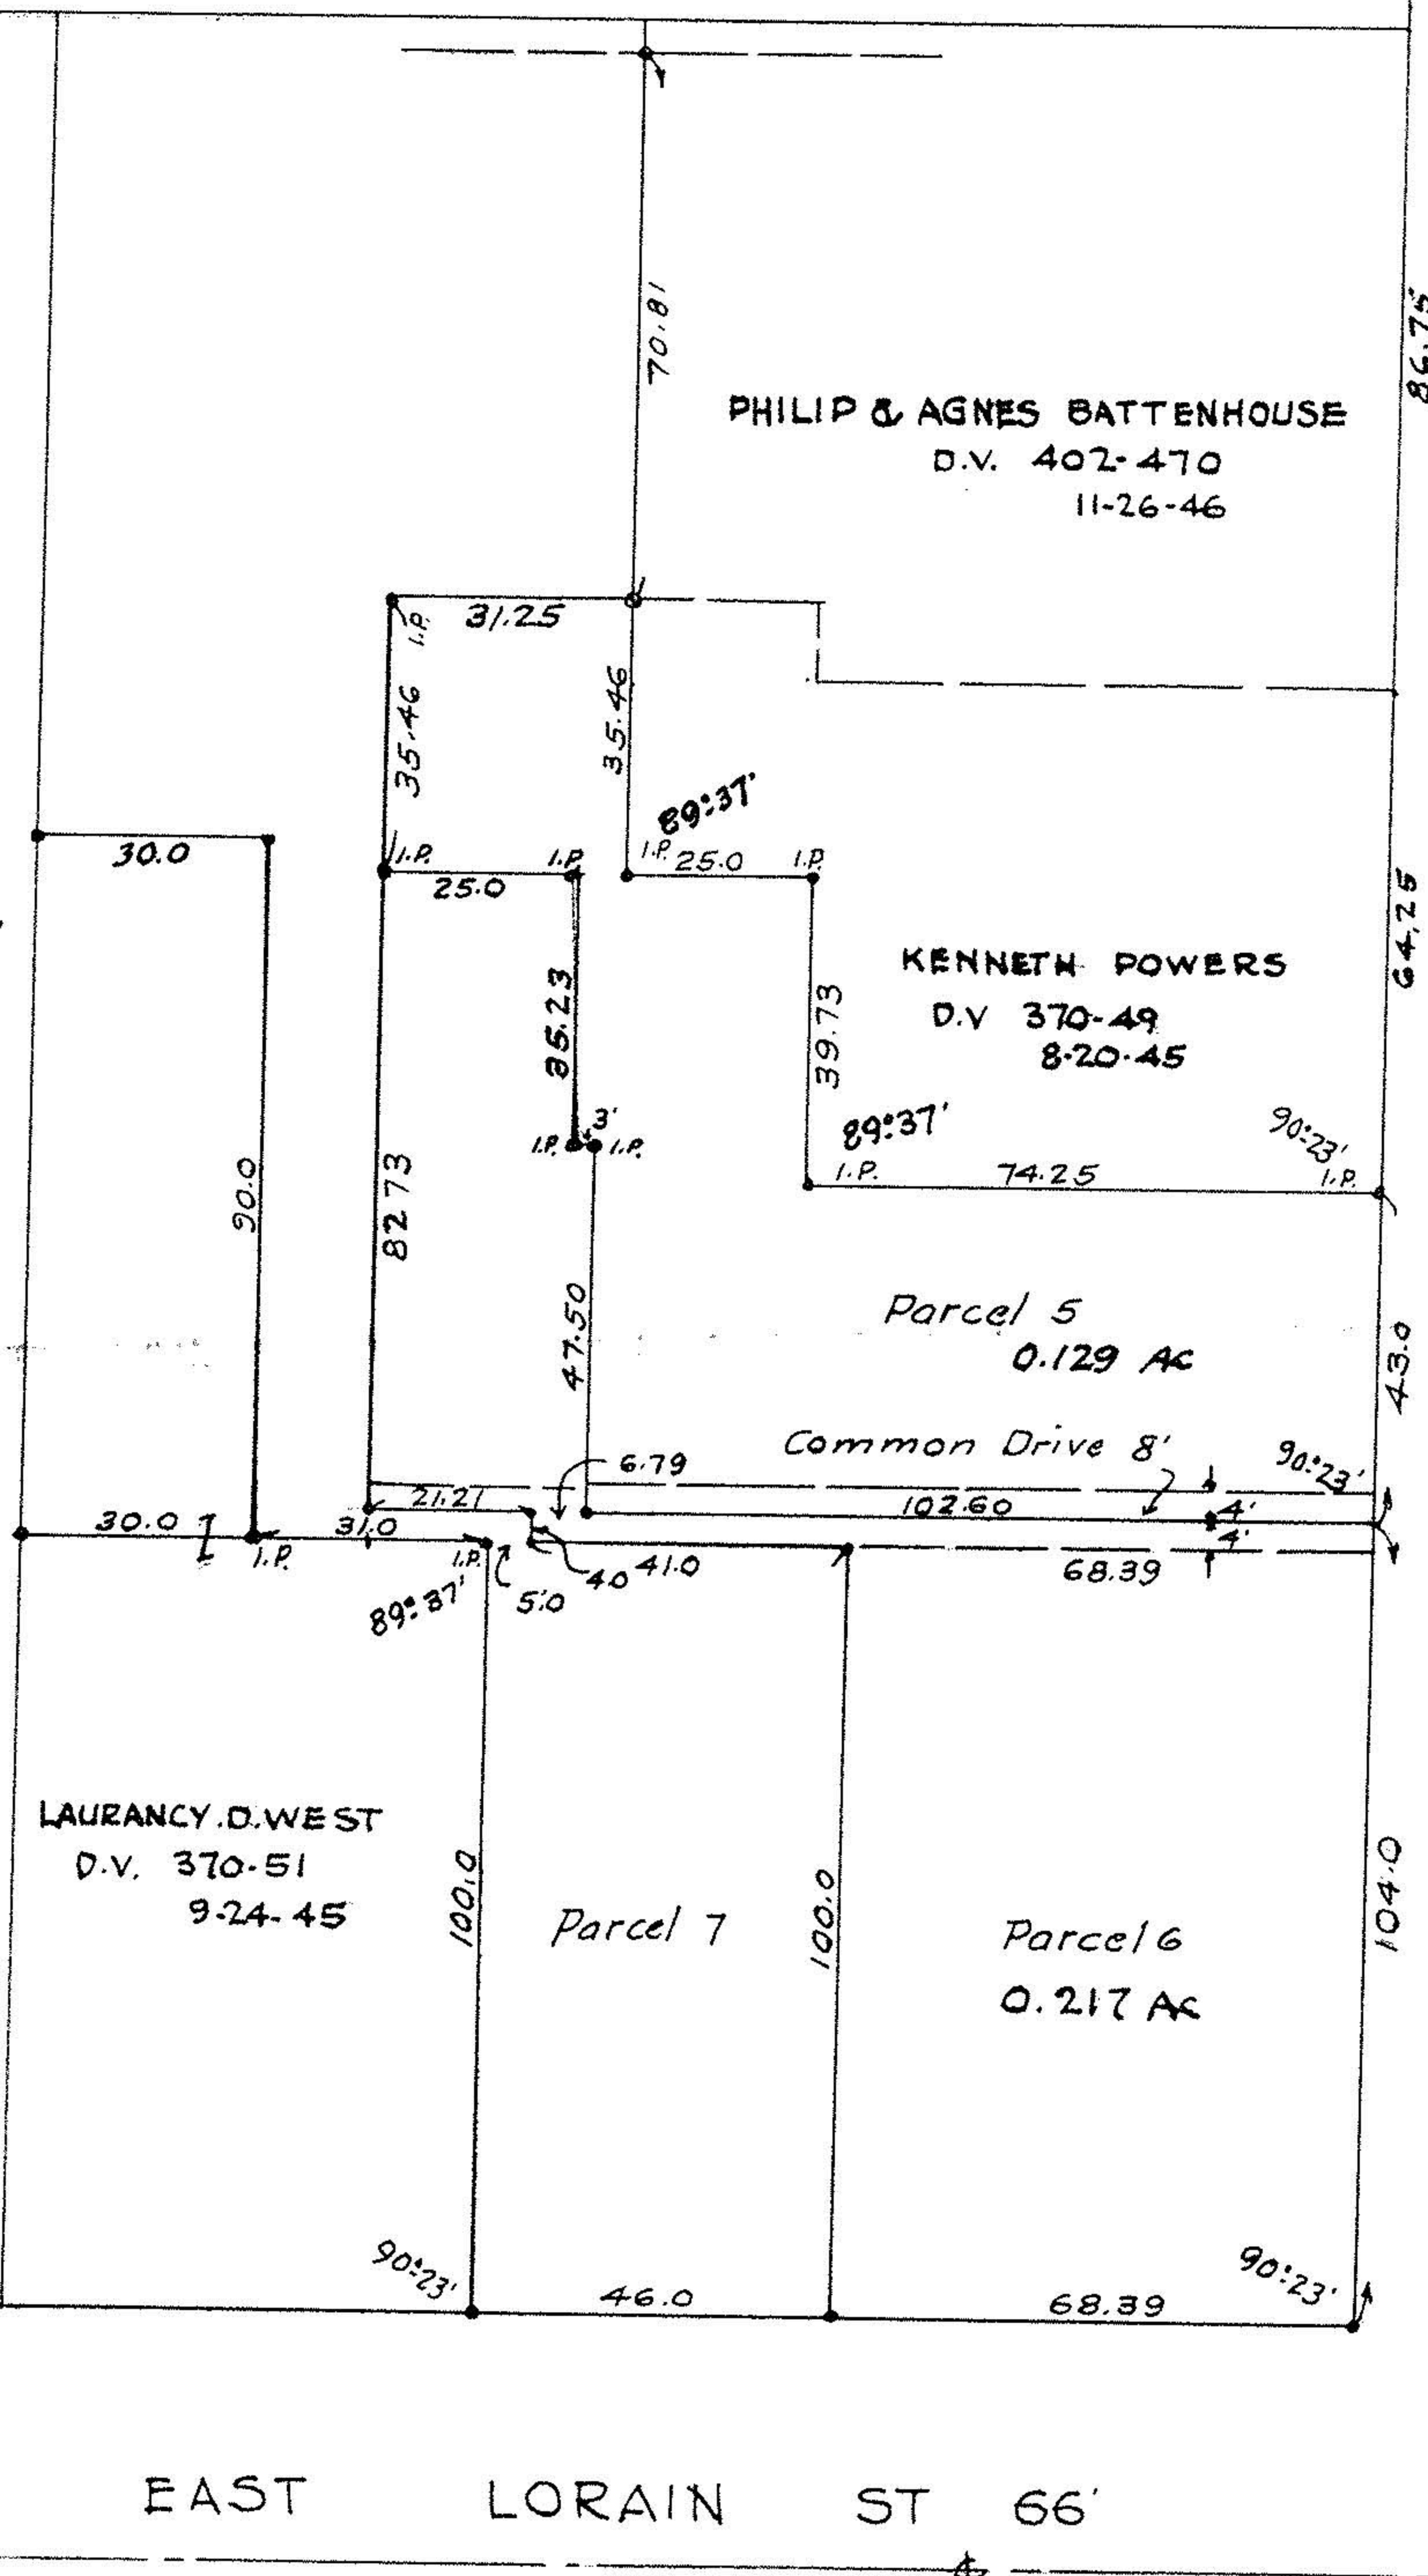 70.81
86.75
PHILIP & AGNES BATTENHOUSE
D.V. 402-470
11-26-46
31.25
I.P.
35.46
35.46
64.25
89°37'
30.0
I.P.
25.0
I.P.
I.P.
25.0
I.P.
KENNETH POWERS
D.V 370-49
8-20-45
35.23
39.73
3'
I.P.
I.P.
89°37'
90°23'
I.P.
74.25
I.P.
90.0
82.73
Parcel 5
0.129 Ac
47.50
43.0
Common Drive 8'
6.79
90°23'
21.21
102.60
4'
30.0
31.0
4'
I.P.
I.P.
4.0
41.0
68.39
89°37'
5.0
LAURANCY.D.WEST
D.V. 370-51
9-24-45
100.0
Parcel 7
100.0
Parcel 6
0.217 Ac
104.0
90°23'
90°23'
46.0
68.39
EAST LORAIN ST 66'